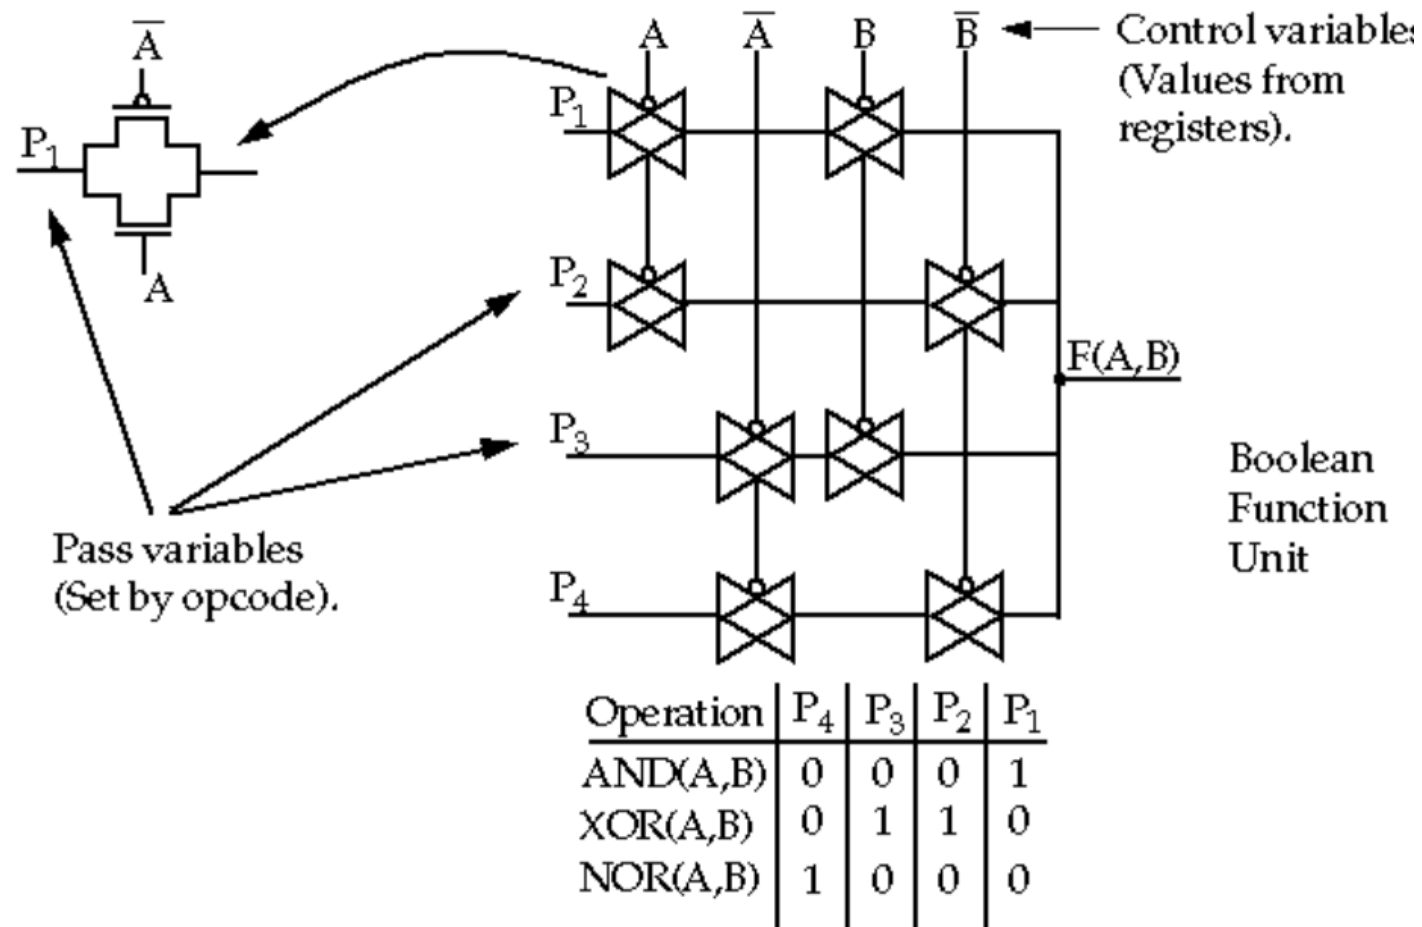 A̅
P₁
A
A A̅ B B̅
Control variables
(Values from
registers).
P₁
P₂
P₃
P₄
F(A,B)
Boolean
Function
Unit
Pass variables
(Set by opcode).
Operation P₄ P₃ P₂ P₁
AND(A,B) 0 0 0 1
XOR(A,B) 0 1 1 0
NOR(A,B) 1 0 0 0